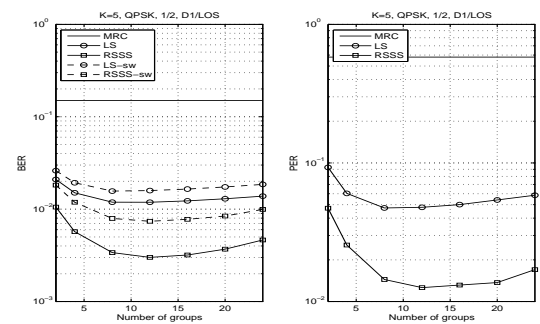 K=5, QPSK, 1/2, D1/LOS
10^0
MRC
LS
RSSS
LS-sw
RSSS-sw
10^-1
BER
10^-2
10^-3
5
10
15
20
Number of groups
K=5, QPSK, 1/2, D1/LOS
10^0
MRC
LS
RSSS
PER
10^-1
10^-2
5
10
15
20
Number of groups